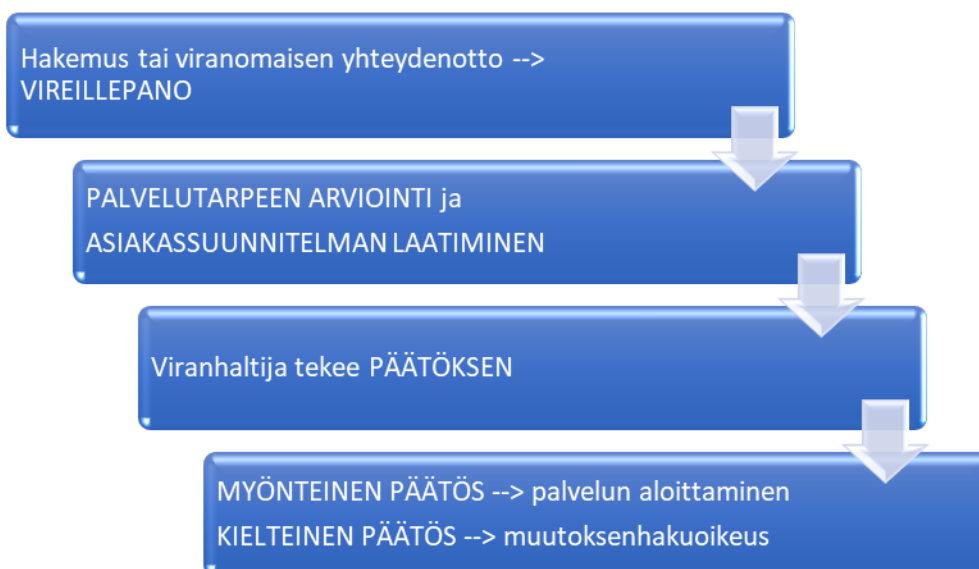 Hakemus tai viranomaisen yhteydenotto -->
VIREILLEPANO
PALVELUTARPEEN ARVIOINTI ja
ASIAKASSUUNNITELMAN LAATIMINEN
Viranhaltija tekee PÄÄTÖKSEN
MYÖNTEINEN PÄÄTÖS --> palvelun aloittaminen
KIELTEINEN PÄÄTÖS --> muutoksenhakuoikeus